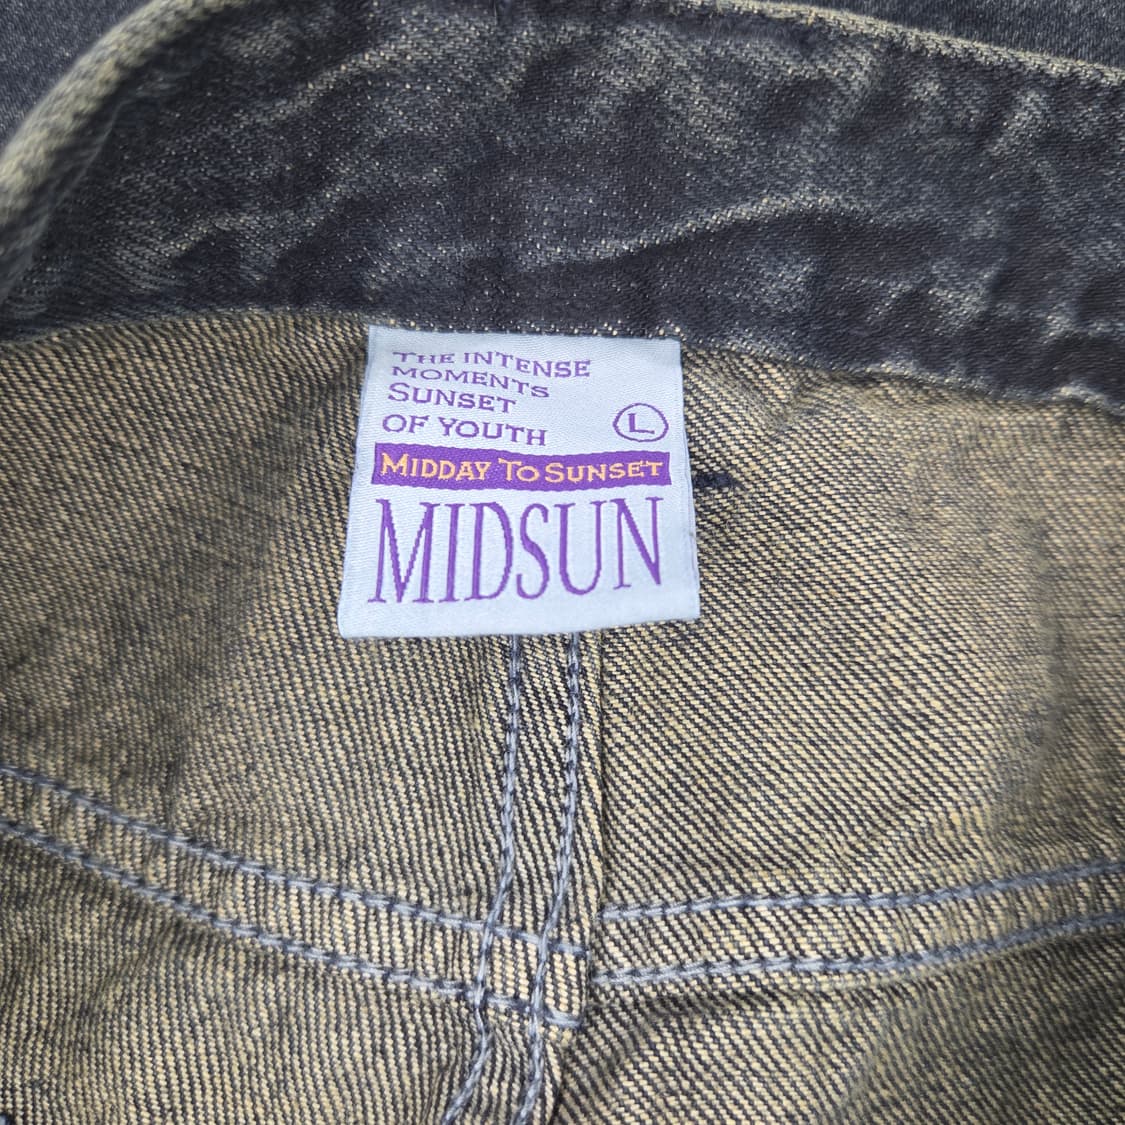 THE INTENSE
MOMENTS
SUNSET
OF YOUTH
L
MIDDAY TO SUNSET
MIDSUN